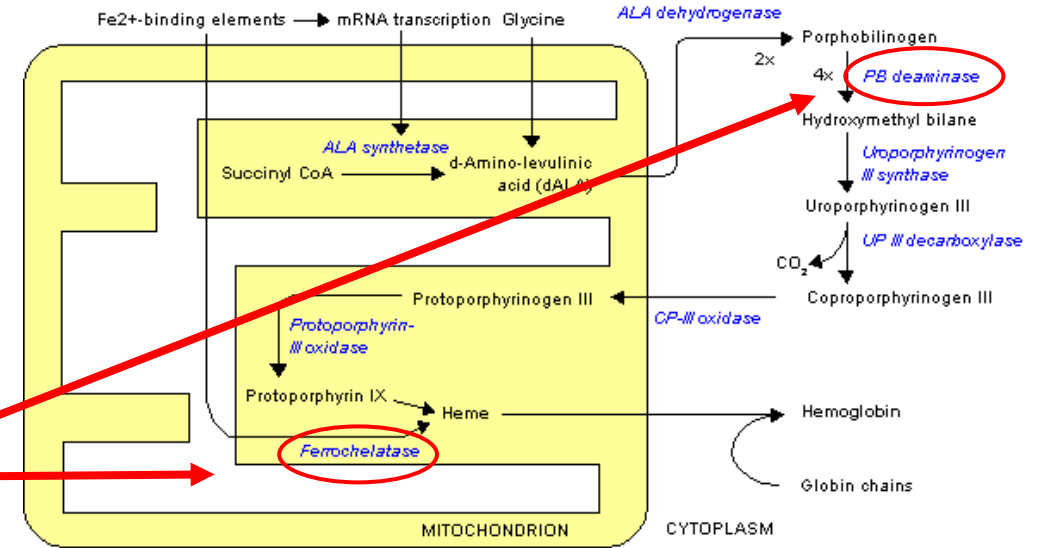 Fe2+-binding elements
mRNA transcription
Glycine
ALA dehydrogenase
Porphobilinogen
2x
4x
PB deaminase
Hydroxymethyl bilane
ALA synthetase
Succinyl CoA
d-Amino-levulinic
acid (dALA)
Uroporphyrinogen
III synthase
Uroporphyrinogen III
UP III decarboxylase
CO2
Coproporphyrinogen III
CP-III oxidase
Protoporphyrinogen III
Protoporphyrin-
III oxidase
Protoporphyrin IX
Heme
Hemoglobin
Ferrochelatase
Globin chains
MITOCHONDRION
CYTOPLASM